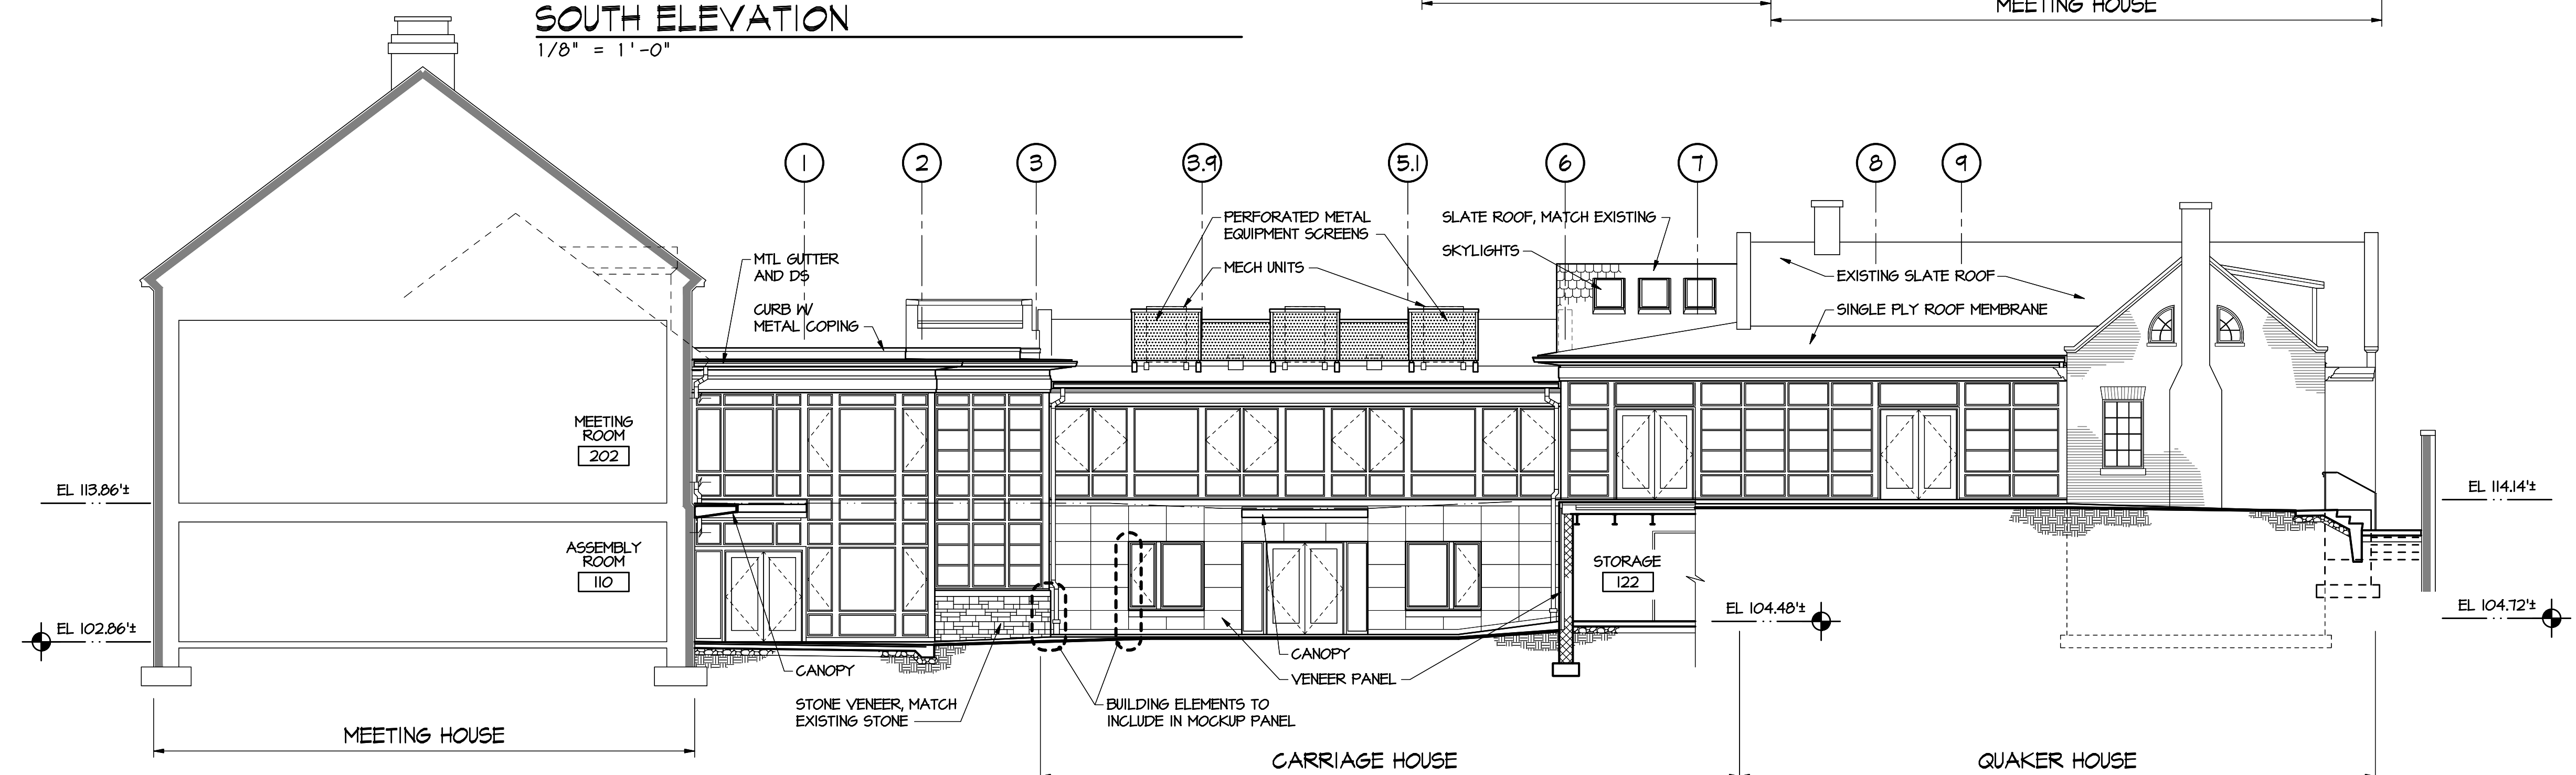 SOUTH ELEVATION
1/8" = 1'-0"
MEETING HOUSE
1
2
3
3.9
5.1
6
7
8
9
MTL GUTTER
AND DS
CURB W/
METAL COPING
PERFORATED METAL
EQUIPMENT SCREENS
MECH UNITS
SLATE ROOF, MATCH EXISTING
SKYLIGHTS
EXISTING SLATE ROOF
SINGLE PLY ROOF MEMBRANE
MEETING
ROOM
202
EL 113.86'±
EL 114.14'±
ASSEMBLY
ROOM
110
STORAGE
122
EL 102.86'±
EL 104.48'±
EL 104.72'±
CANOPY
CANOPY
VENEER PANEL
STONE VENEER, MATCH
EXISTING STONE
BUILDING ELEMENTS TO
INCLUDE IN MOCKUP PANEL
MEETING HOUSE
CARRIAGE HOUSE
QUAKER HOUSE